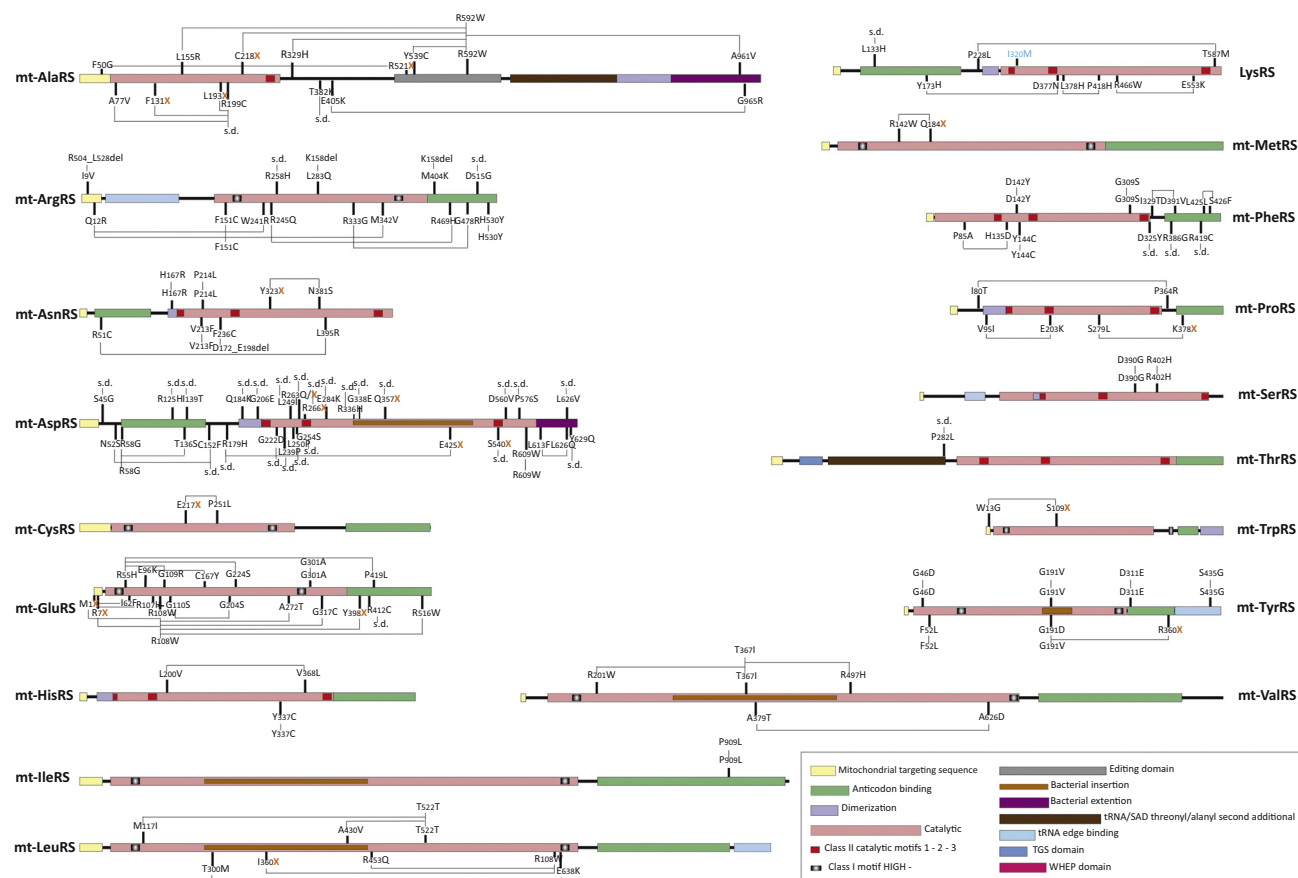 mt-AlaRS
R592W
L155R C218X R329H Y539C R592W A961V
F50G R521X
A77V F131X L193X R199C T382K E405K G965R
s.d. s.d.
mt-ArgRS
R504_L528del s.d. K158del K158del s.d.
I9V R258H L283Q M404K D515G
Q12R F151C W241R R245Q R333G M342V R469H G478R H530Y
F151C H530Y
mt-AsnRS
H167R P214L
H167R P214L Y323X N381S
R51C V213F F236C L395R
V213F D172_E198del
mt-AspRS
s.d. s.d. s.d. s.d. s.d. s.d. s.d. s.d. s.d. s.d. s.d. s.d. s.d. s.d.
S45G R125H I139T Q184K G206E L249I R263Q/X R266X E284K R336H G338E Q357X D560V P576S L626V
N52S R58G T136S C152F R179H G222D L239P L250P G254S E425X S540X R609W L613F L626Q Y629Q
R58G s.d. s.d. s.d. s.d. s.d. s.d. R609W s.d.
mt-CysRS
s.d. s.d.
E217X P251L
mt-GluRS
G301A
R55H E96K G109R C167Y G224S G301A P419L
M1X R7X I62F R107H R108W G110S G204S A272T G317C Y398X R412C R516W
s.d.
R108W
mt-HisRS
L200V V368L
Y337C
Y337C
mt-IleRS
P909L
P909L
mt-LeuRS
T522T
M117I A430V T522T
T300M I360X R453Q R108W E638K
LysRS
s.d.
L133H P228L I320M T587M
Y173H D377N L378H P418H R466W E553K
mt-MetRS
R142W Q184X
mt-PheRS
D142Y G309S
D142Y G309S I329T D391V L425L S426F
P85A H135D Y144C D325Y R386G R419C
Y144C s.d. s.d. s.d.
mt-ProRS
I80T P364R
V95I E203K S279L K378X
mt-SerRS
D390G R402H
D390G R402H
mt-ThrRS
s.d.
P282L
mt-TrpRS
W13G S109X
mt-TyrRS
G46D G191V D311E S435G
G46D G191V D311E S435G
F52L G191D R360X
F52L G191V
mt-ValRS
T367I
R201W T367I R497H
A379T A626D
Mitochondrial targeting sequence
Anticodon binding
Dimerization
Catalytic
Class II catalytic motifs 1 - 2 - 3
Class I motif HIGH -
Editing domain
Bacterial insertion
Bacterial extention
tRNA/SAD threonyl/alanyl second additional
tRNA edge binding
TGS domain
WHEP domain